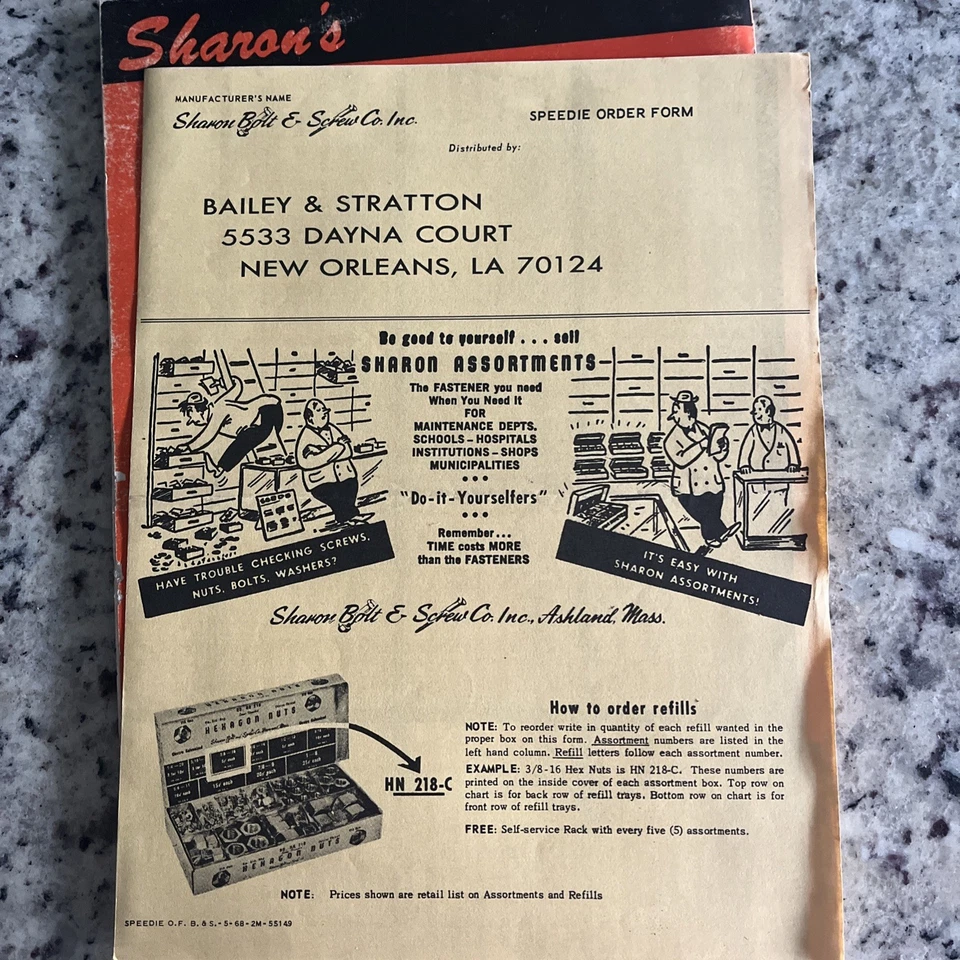 Sharon's
MANUFACTURER'S NAME
Sharon Bolt & Screw Co. Inc.
SPEEDIE ORDER FORM
Distributed by:
BAILEY & STRATTON
5533 DAYNA COURT
NEW ORLEANS, LA 70124
Be good to yourself . . . sell
SHARON ASSORTMENTS
The FASTENER you need
When You Need It
FOR
MAINTENANCE DEPTS.
SCHOOLS – HOSPITALS
INSTITUTIONS – SHOPS
MUNICIPALITIES
• • •
"Do-it-Yourselfers"
• • •
Remember...
TIME costs MORE
than the FASTENERS
HAVE TROUBLE CHECKING SCREWS,
NUTS, BOLTS, WASHERS?
IT'S EASY WITH
SHARON ASSORTMENTS!
Sharon Bolt & Screw Co. Inc., Ashland, Mass.
HEXAGON NUTS
HN 218-C
HEXAGON NUTS
How to order refills
NOTE: To reorder write in quantity of each refill wanted in the
proper box on this form. Assortment numbers are listed in the
left hand column. Refill letters follow each assortment number.
EXAMPLE: 3/8-16 Hex Nuts is HN 218-C. These numbers are
printed on the inside cover of each assortment box. Top row on
chart is for back row of refill trays. Bottom row on chart is for
front row of refill trays.
FREE: Self-service Rack with every five (5) assortments.
NOTE: Prices shown are retail list on Assortments and Refills
SPEEDIE O.F. B. & S. - 5 - 68 - 2M - 55149